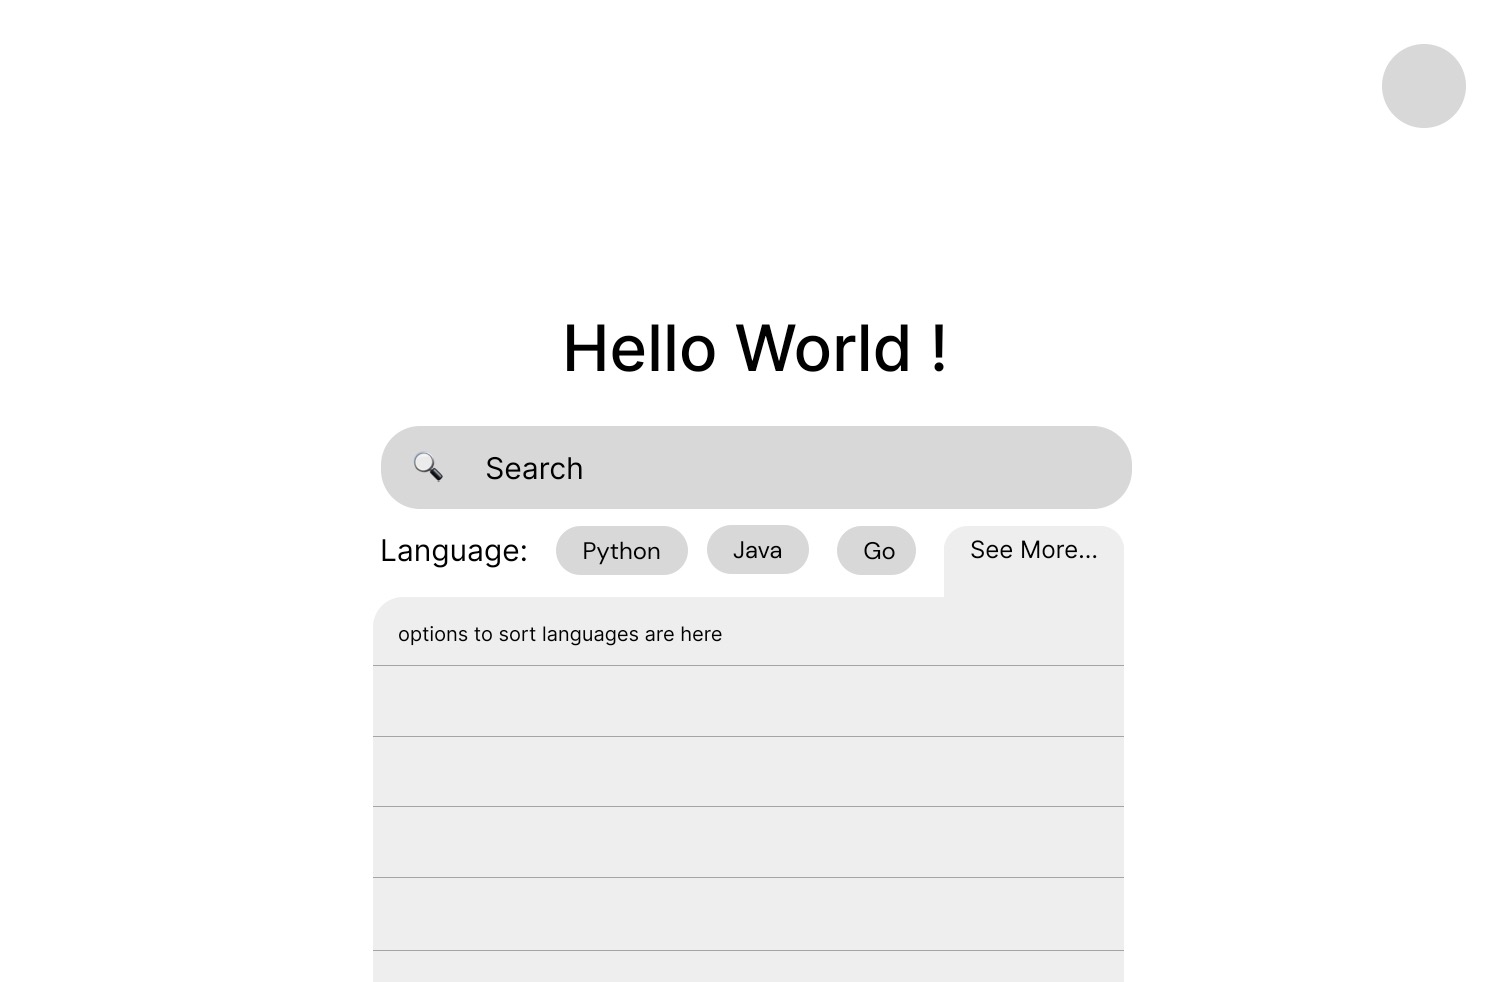 Hello World !
Search
Language: Python Java Go See More...
options to sort languages are here